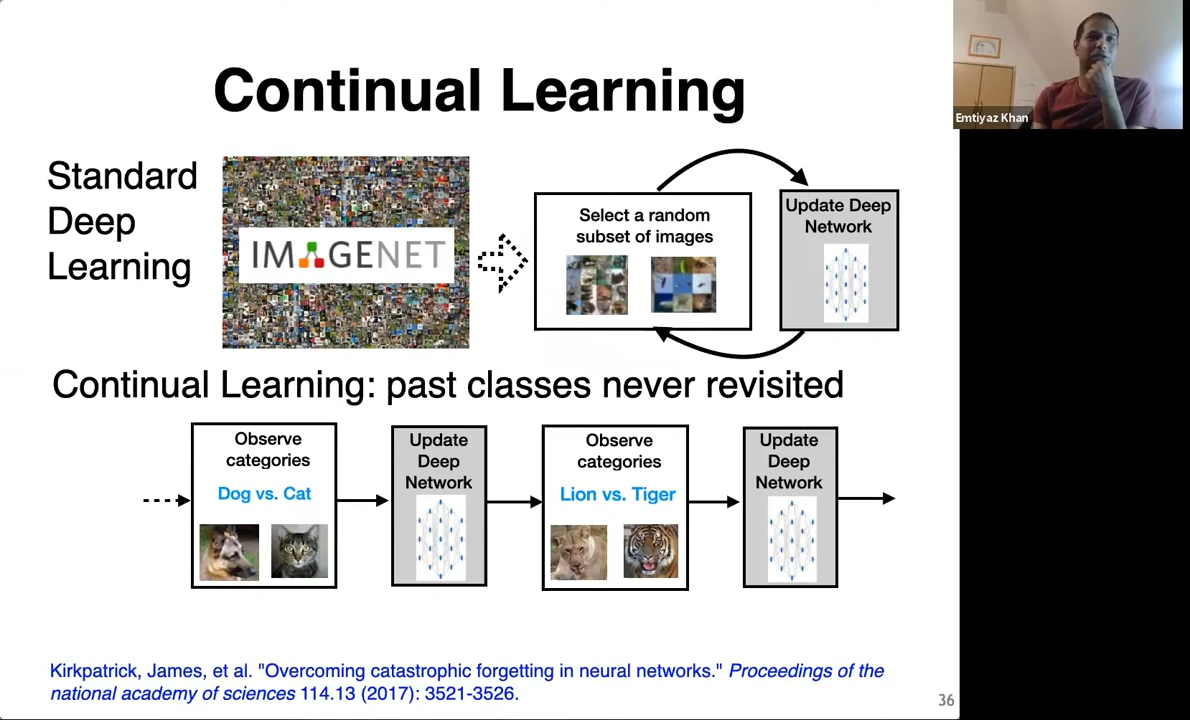 Continual Learning
Emtiyaz Khan
Standard
Deep
Learning
IMAGENET
Select a random
subset of images
Update Deep
Network
Continual Learning: past classes never revisited
Observe
categories
Dog vs. Cat
Update
Deep
Network
Observe
categories
Lion vs. Tiger
Update
Deep
Network
Kirkpatrick, James, et al. "Overcoming catastrophic forgetting in neural networks." Proceedings of the
national academy of sciences 114.13 (2017): 3521-3526.
36